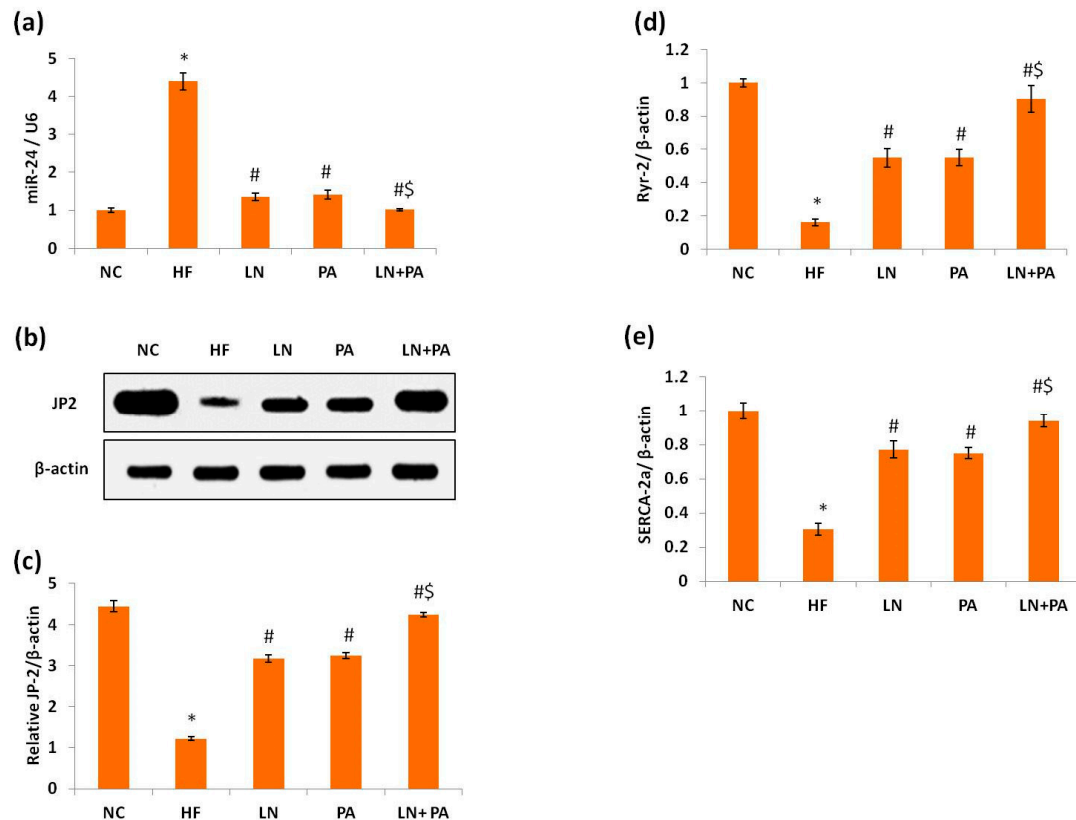 (a)
miR-24 / U6
5
4
3
2
1
0
*
#
#
#$
NC HF LN PA LN+PA
(b)
NC HF LN PA LN+PA
JP2
β-actin
(c)
Relative JP-2/β-actin
5
4
3
2
1
0
*
#
#
#$
NC HF LN PA LN+ PA
(d)
Ryr-2/ β-actin
1.2
1
0.8
0.6
0.4
0.2
0
*
#
#
#$
NC HF LN PA LN+PA
(e)
SERCA-2a/ β-actin
1.2
1
0.8
0.6
0.4
0.2
0
*
#
#
#$
NC HF LN PA LN+PA